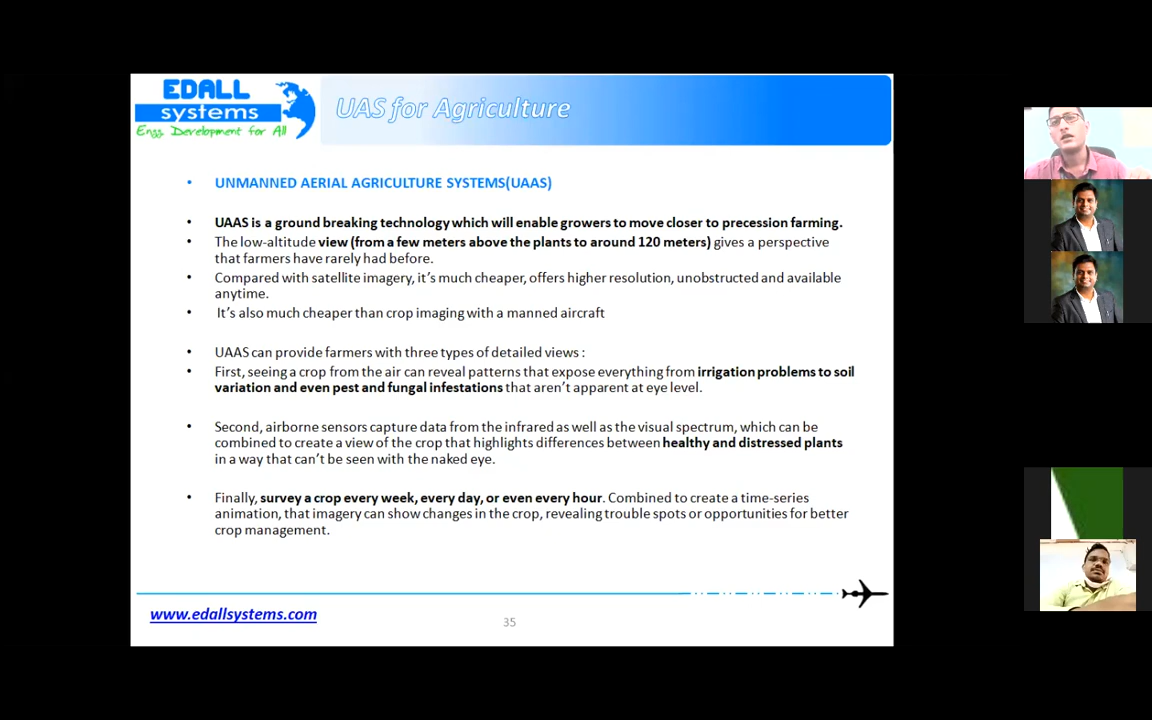 EDALL
systems
Engg. Development for All
UAS for Agriculture
• UNMANNED AERIAL AGRICULTURE SYSTEMS(UAAS)
• UAAS is a ground breaking technology which will enable growers to move closer to precession farming.
• The low-altitude view (from a few meters above the plants to around 120 meters) gives a perspective
that farmers have rarely had before.
• Compared with satellite imagery, it's much cheaper, offers higher resolution, unobstructed and available
anytime.
• It's also much cheaper than crop imaging with a manned aircraft
• UAAS can provide farmers with three types of detailed views :
• First, seeing a crop from the air can reveal patterns that expose everything from irrigation problems to soil
variation and even pest and fungal infestations that aren't apparent at eye level.
• Second, airborne sensors capture data from the infrared as well as the visual spectrum, which can be
combined to create a view of the crop that highlights differences between healthy and distressed plants
in a way that can't be seen with the naked eye.
• Finally, survey a crop every week, every day, or even every hour. Combined to create a time-series
animation, that imagery can show changes in the crop, revealing trouble spots or opportunities for better
crop management.
www.edallsystems.com
35